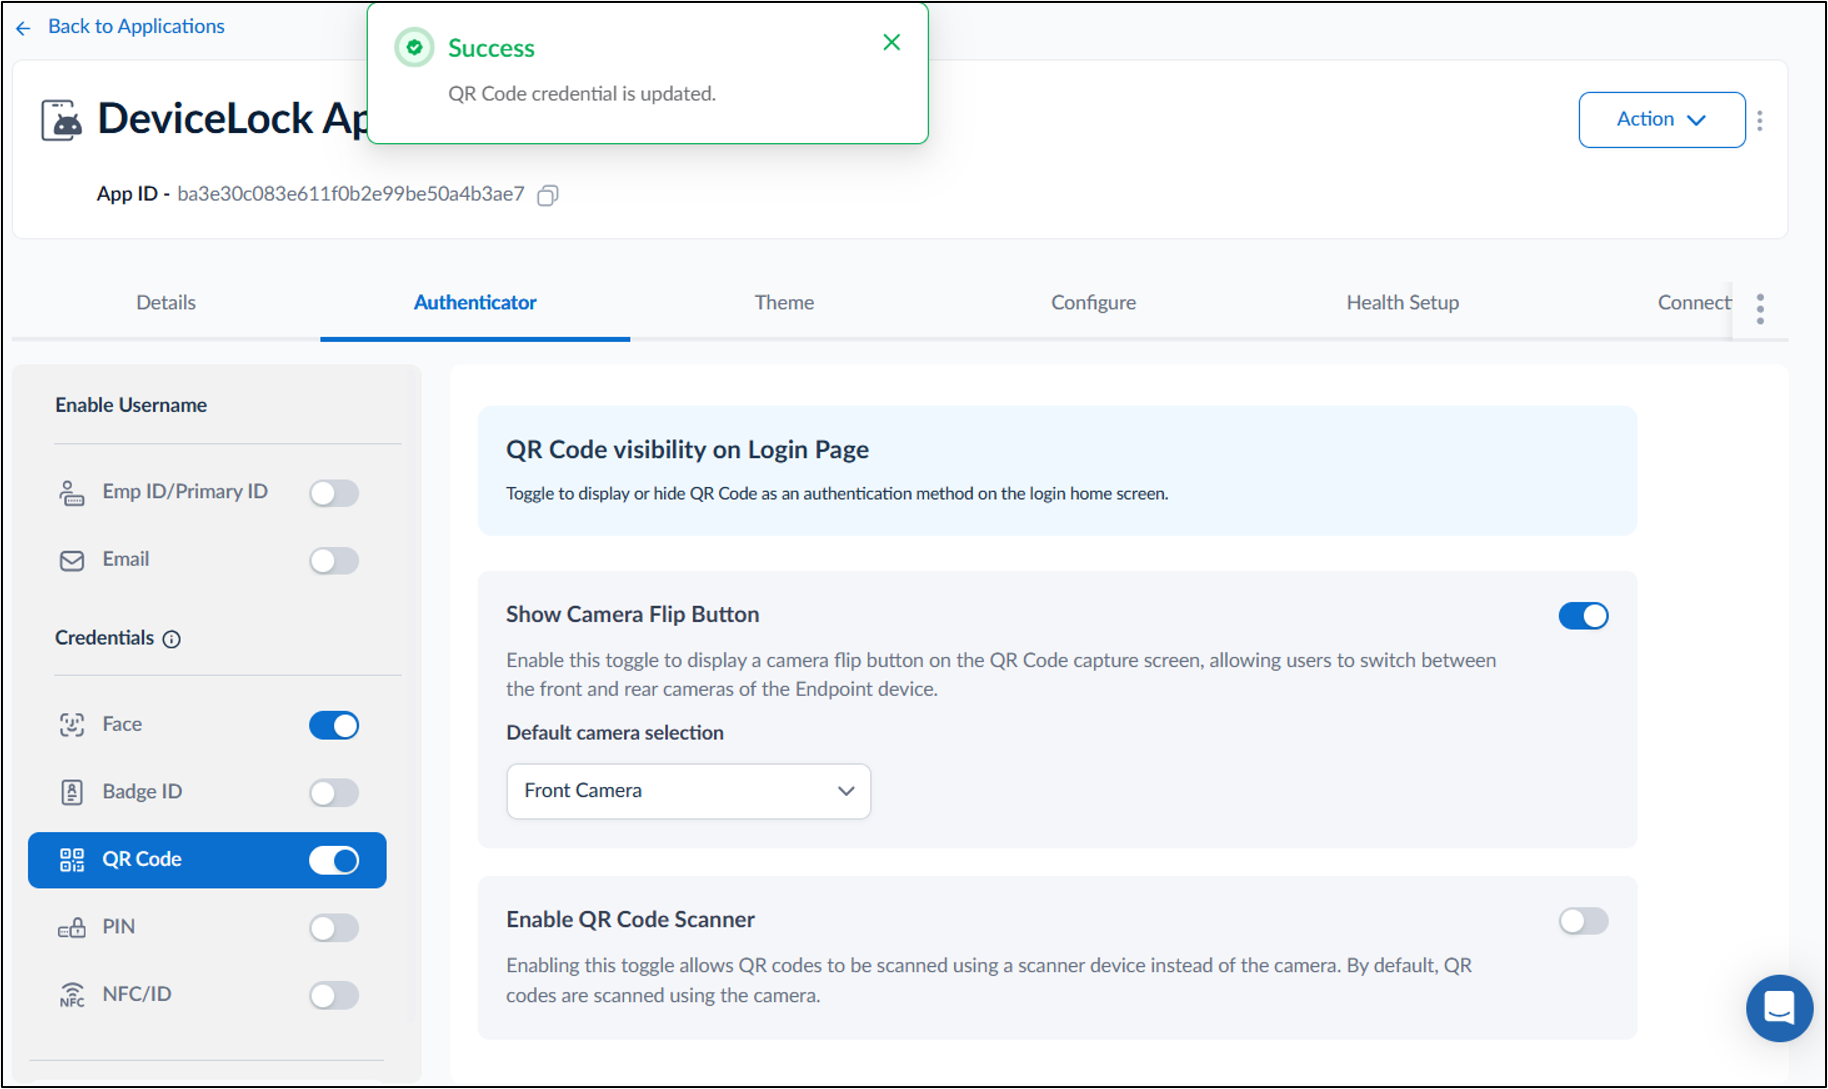 Back to Applications
Success
QR Code credential is updated.
DeviceLock Ap
Action
App ID - ba3e30c083e611f0b2e99be50a4b3ae7
Details
Authenticator
Theme
Configure
Health Setup
Connect
Enable Username
Emp ID/Primary ID
Email
Credentials
Face
Badge ID
QR Code
PIN
NFC
NFC/ID
QR Code visibility on Login Page
Toggle to display or hide QR Code as an authentication method on the login home screen.
Show Camera Flip Button
Enable this toggle to display a camera flip button on the QR Code capture screen, allowing users to switch between
the front and rear cameras of the Endpoint device.
Default camera selection
Front Camera
Enable QR Code Scanner
Enabling this toggle allows QR codes to be scanned using a scanner device instead of the camera. By default, QR
codes are scanned using the camera.